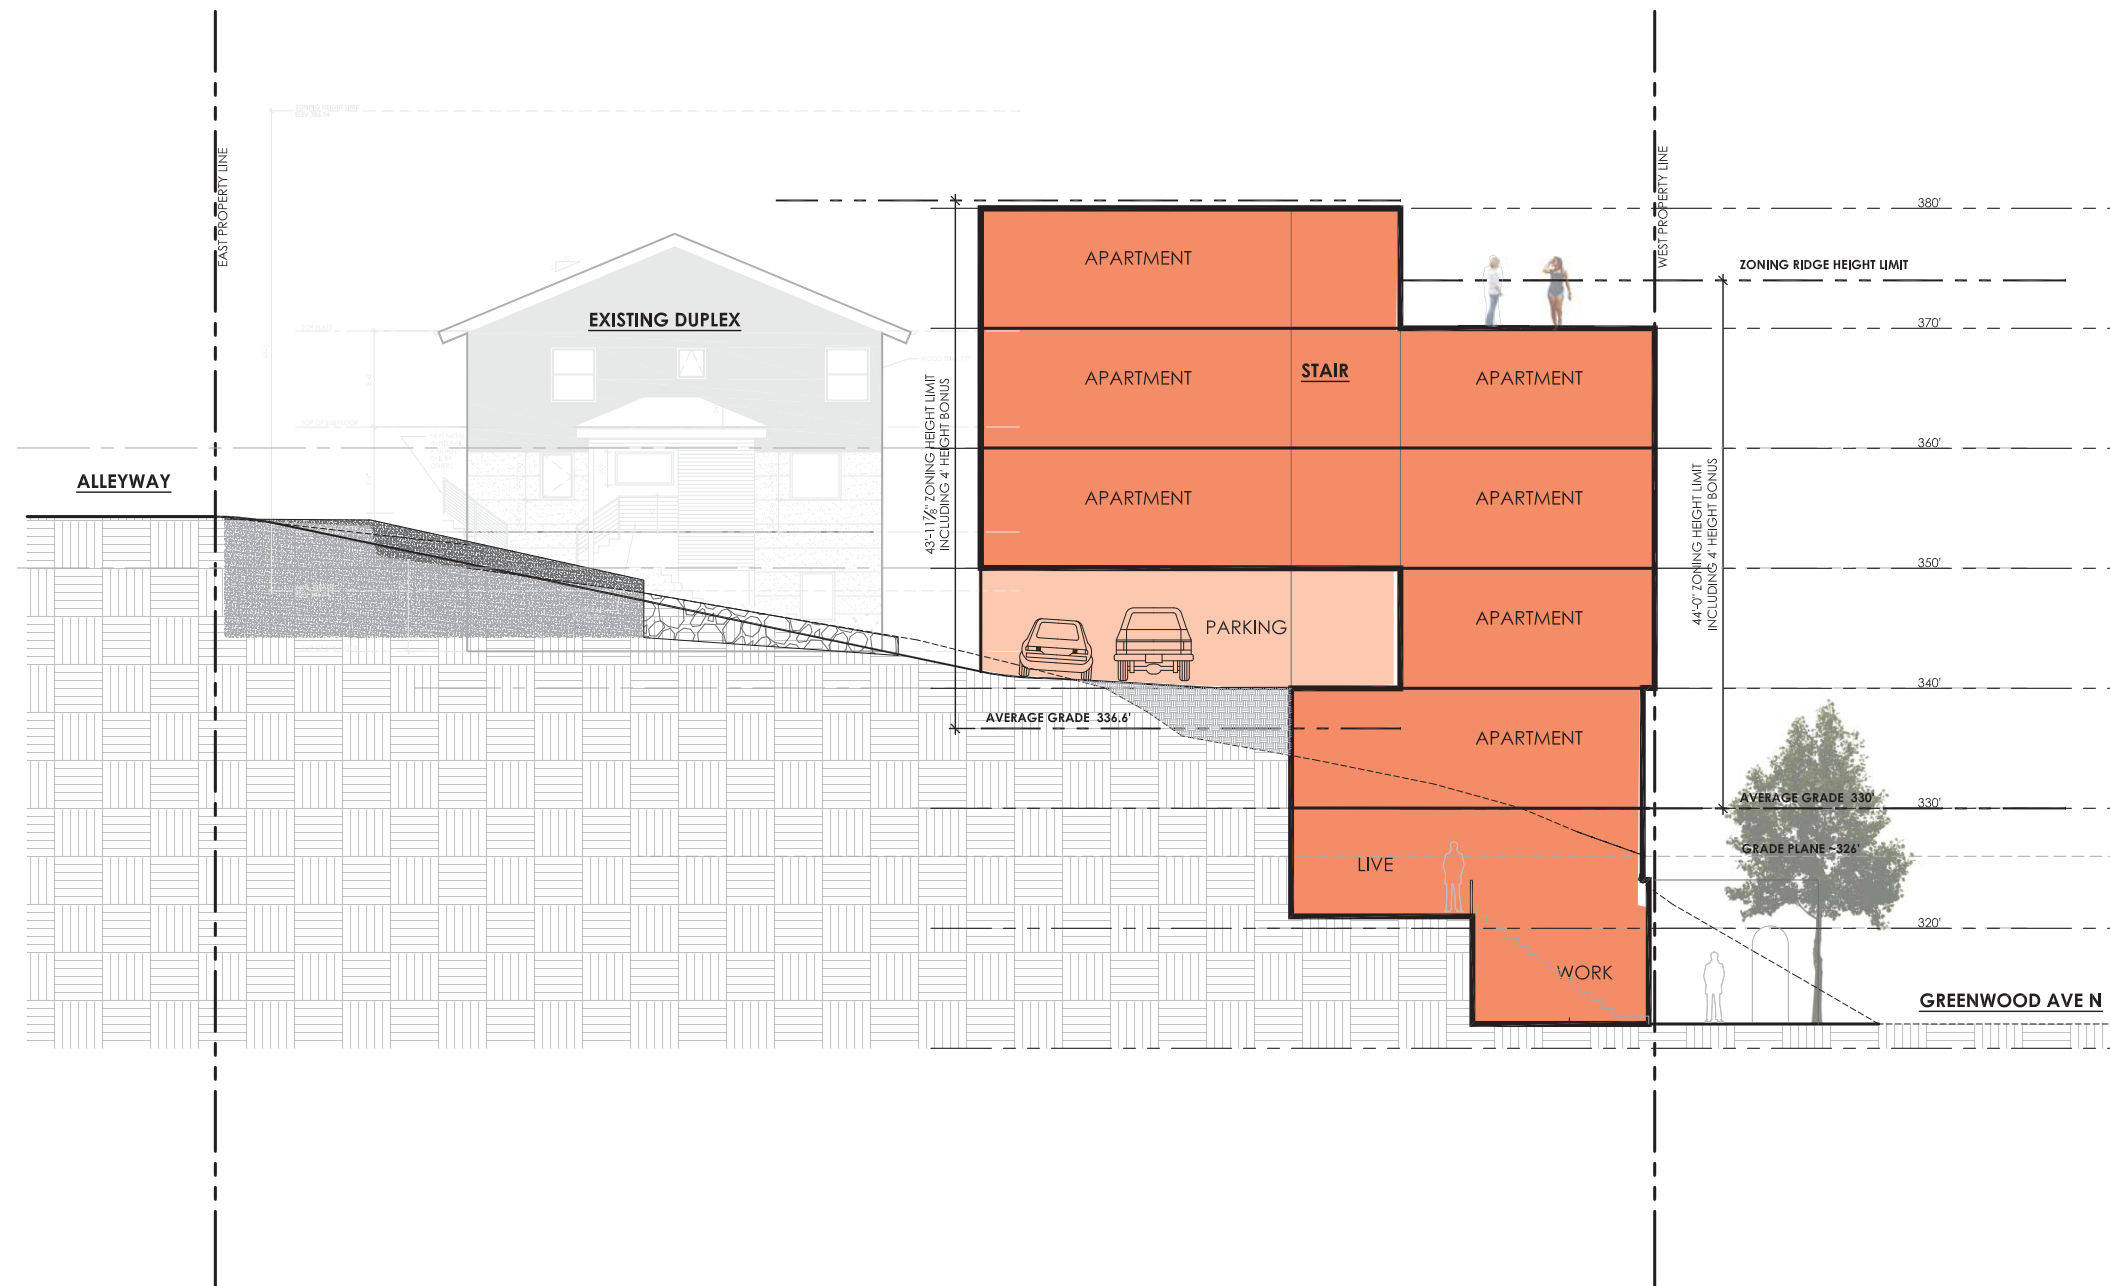 ZONING HEIGHT LIMIT
EAST PROPERTY LINE
WEST PROPERTY LINE
380'
APARTMENT
ZONING RIDGE HEIGHT LIMIT
EXISTING DUPLEX
370'
APARTMENT
STAIR
APARTMENT
43'-11⅞" ZONING HEIGHT LIMIT
INCLUDING 4' HEIGHT BONUS
360'
ALLEYWAY
APARTMENT
APARTMENT
44'-0" ZONING HEIGHT LIMIT
INCLUDING 4' HEIGHT BONUS
350'
PARKING
APARTMENT
340'
AVERAGE GRADE 336.6'
APARTMENT
AVERAGE GRADE 330'
330'
GRADE PLANE ~326'
LIVE
320'
WORK
GREENWOOD AVE N